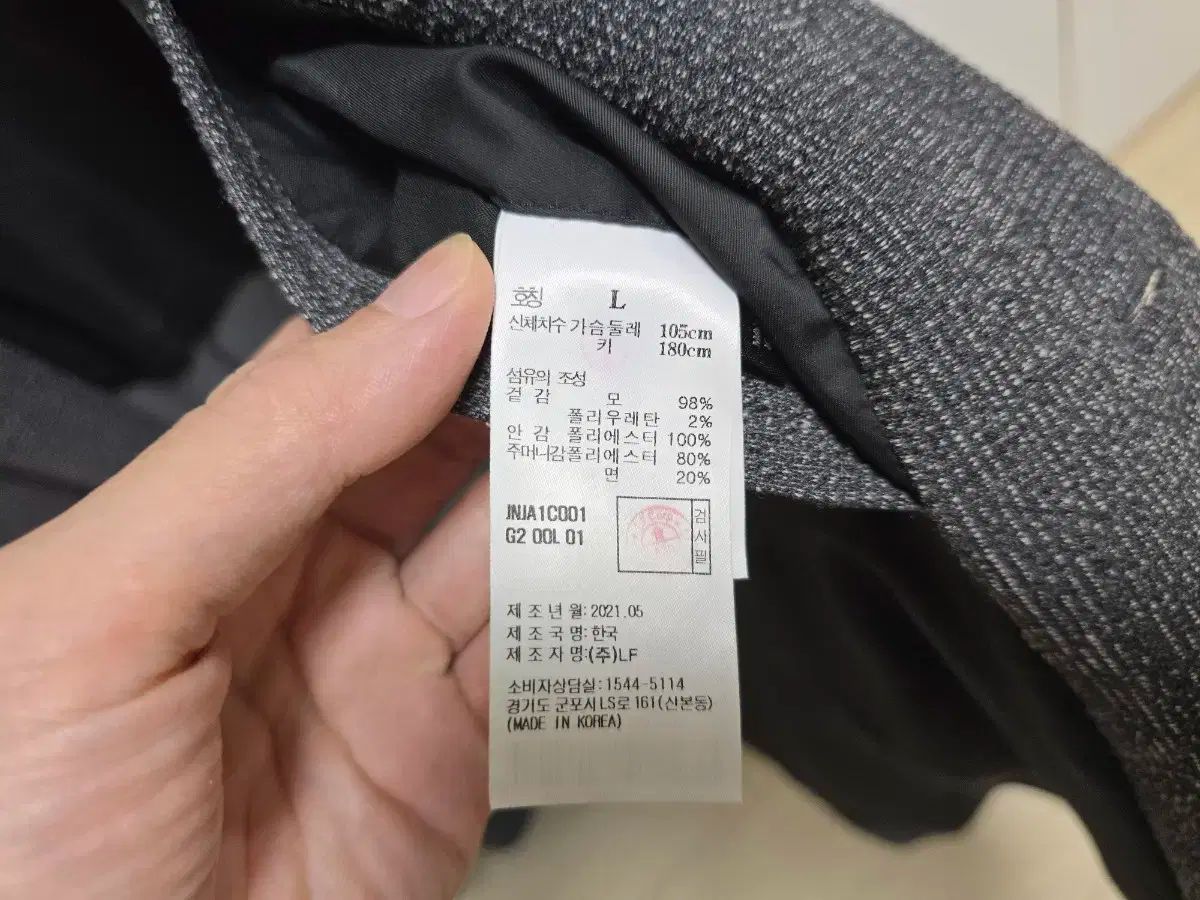 호칭 L
신체치수 가슴둘레 105cm
키 180cm
섬유의 조성
겉감 모 98%
폴리우레탄 2%
안감 폴리에스터 100%
주머니감폴리에스터 80%
면 20%
JNJA1C001
G2 00L 01
검사필
제조년월:2021.05
제조국명:한국
제조자명:(주)LF
소비자상담실:1544-5114
경기도 군포시LS로161(산본동)
(MADE IN KOREA)